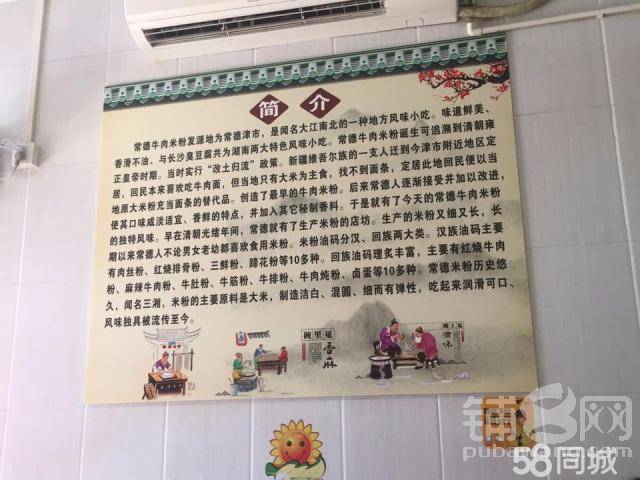 简介
常德牛肉米粉发源地为常德津市，是闻名大江南北的一种地方风味小吃。味道鲜美、
香滑不油、与长沙臭豆腐共为湖南两大特色风味小吃。常德牛肉米粉诞生可追溯到清朝雍
正皇帝时期。当时实行“改土归流”政策。新疆维吾尔族的一支人迁到今津市附近地区定
居，回民本来喜欢吃牛肉面，但当地只有大米为主食，找不到面条，定居此地回民便以当
地原大米粉充当面条的替代品。创造了最早的牛肉米粉。后来常德人逐渐接受并加以改进，
使其口味咸淡适宜、香鲜的特点，并加入其它秘制香料。于是就有了今天的常德牛肉米粉
的独特风味。早在清朝光绪年间，常德就有了生产米粉的店坊。生产的米粉又细又长，长
期以来常德人不论男女老幼都喜欢食用米粉。米粉油码分汉、回族两大类。汉族油码主要
有肉丝粉、红烧排骨粉、三鲜粉、蹄花粉等10多种。回族油码理多丰富，主要有红烧牛肉
粉、麻辣牛肉粉、牛肚粉、牛筋粉、牛排粉、牛肉炖粉、卤蛋等10多种。常德米粉历史悠
久，闻名三湘，米粉的主要原料是大米，制造洁白、混圆、细而有弹性，吃起来润滑可口、
风味独具被流传至今。
铺名网
pubawang.com
58同城